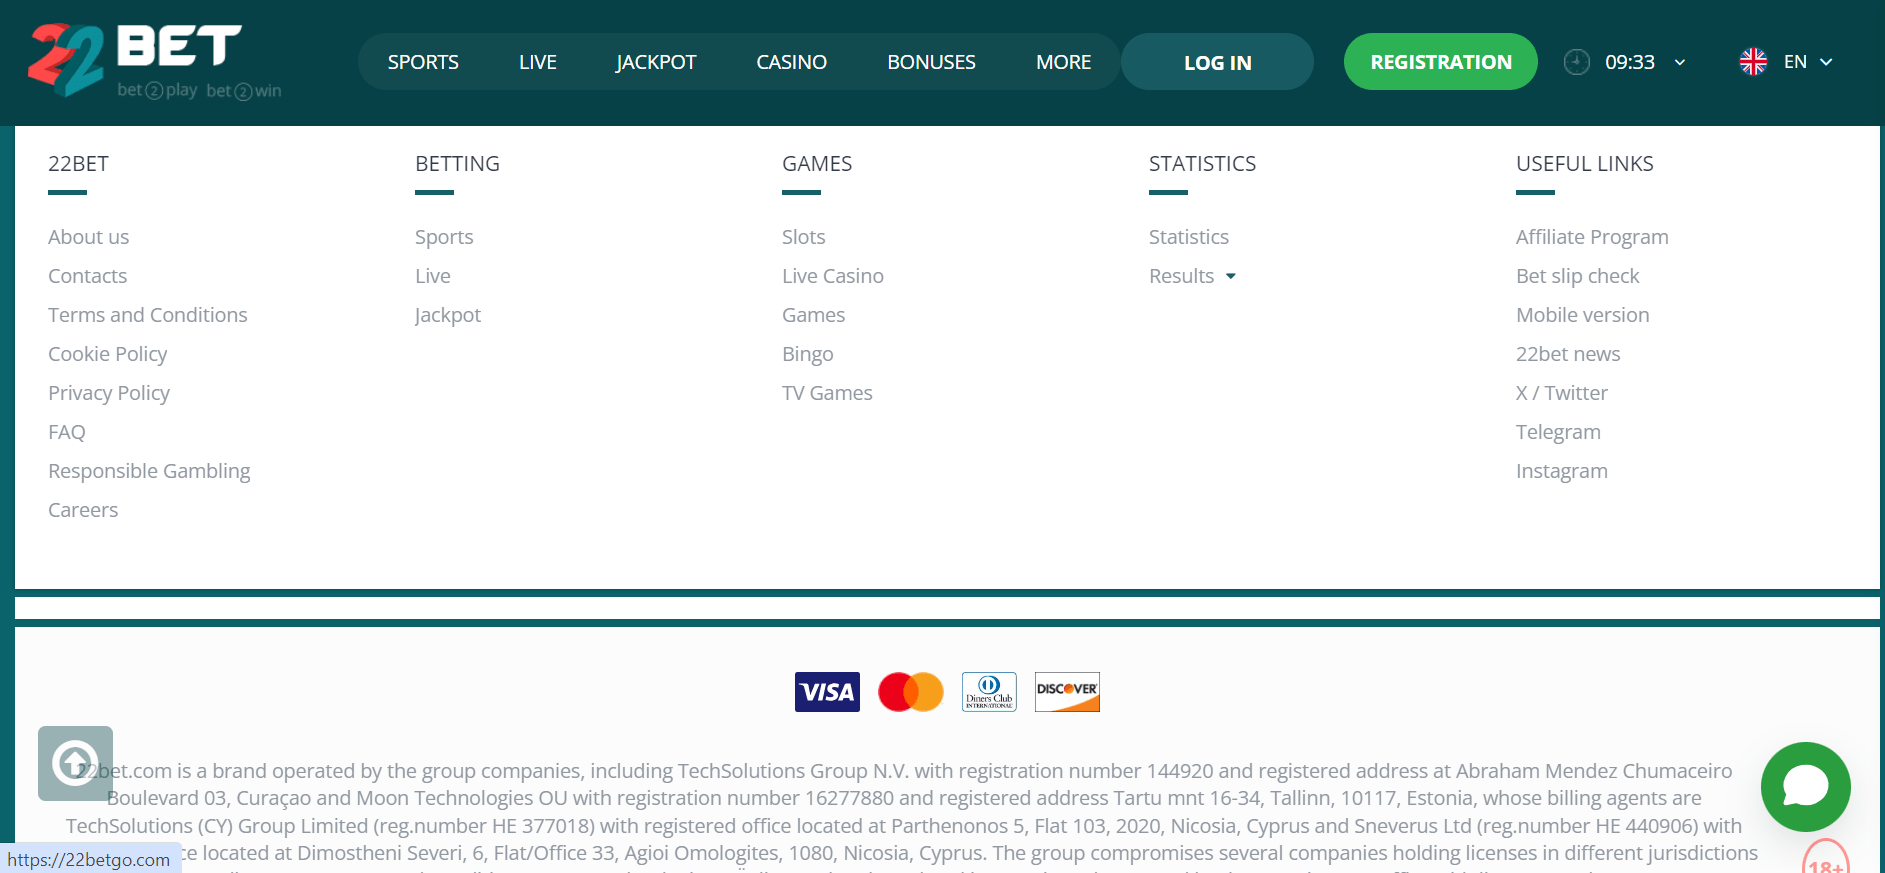 22 BET
bet 2 play bet 2 win
SPORTS LIVE JACKPOT CASINO BONUSES MORE LOG IN REGISTRATION 09:33 EN
22BET
About us
Contacts
Terms and Conditions
Cookie Policy
Privacy Policy
FAQ
Responsible Gambling
Careers
BETTING
Sports
Live
Jackpot
GAMES
Slots
Live Casino
Games
Bingo
TV Games
STATISTICS
Statistics
Results
USEFUL LINKS
Affiliate Program
Bet slip check
Mobile version
22bet news
X / Twitter
Telegram
Instagram
VISA
Diners Club
INTERNATIONAL
DISCOVER
22bet.com is a brand operated by the group companies, including TechSolutions Group N.V. with registration number 144920 and registered address at Abraham Mendez Chumaceiro
Boulevard 03, Curaçao and Moon Technologies OU with registration number 16277880 and registered address Tartu mnt 16-34, Tallinn, 10117, Estonia, whose billing agents are
TechSolutions (CY) Group Limited (reg.number HE 377018) with registered office located at Parthenonos 5, Flat 103, 2020, Nicosia, Cyprus and Sneverus Ltd (reg.number HE 440906) with
located at Dimostheni Severi, 6, Flat/Office 33, Agioi Omologites, 1080, Nicosia, Cyprus. The group compromises several companies holding licenses in different jurisdictions
https://22betgo.com
18+